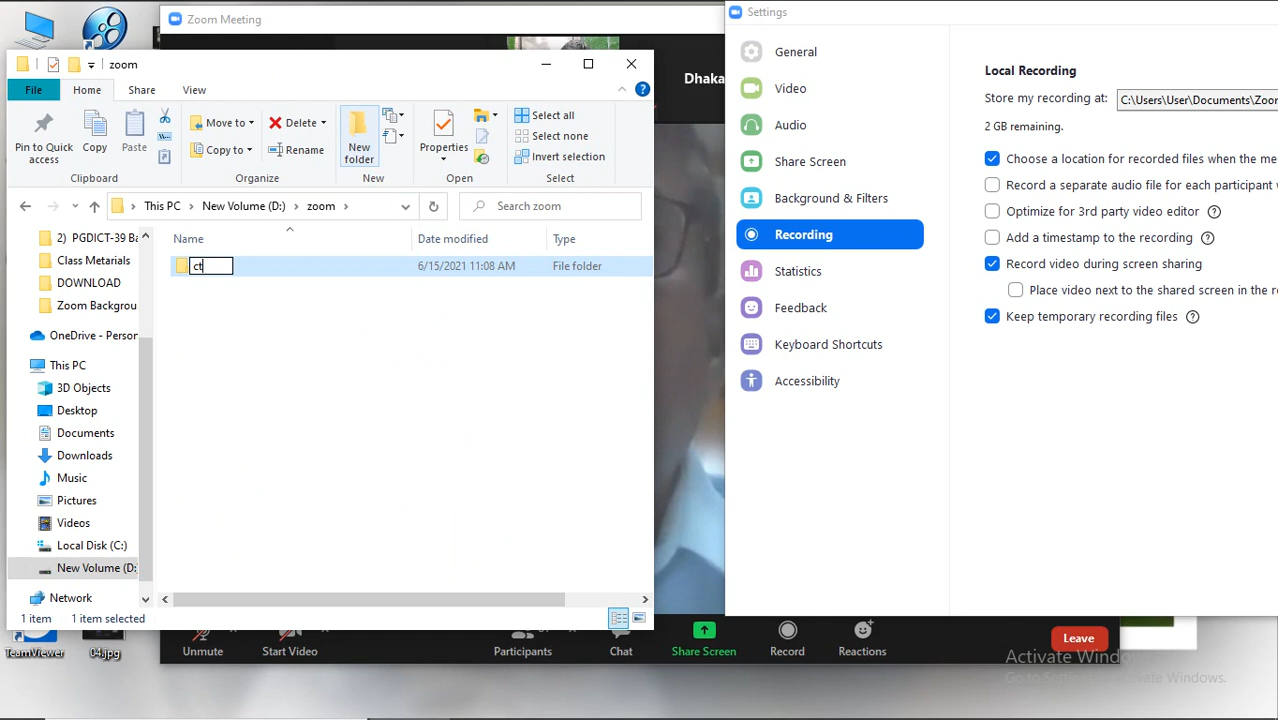 Zoom Meeting
Settings
zoom
File
Home
Share
View
Pin to Quick access
Copy
Paste
Move to
Copy to
Delete
Rename
New folder
Properties
Select all
Select none
Invert selection
Clipboard
Organize
New
Open
Select
This PC > New Volume (D:) > zoom >
Search zoom
Name
Date modified
Type
ct
6/15/2021 11:08 AM
File folder
2) PGDICT-39 Ba
Class Metarials
DOWNLOAD
Zoom Backgrou
OneDrive - Person
This PC
3D Objects
Desktop
Documents
Downloads
Music
Pictures
Videos
Local Disk (C:)
New Volume (D:
Network
1 item
1 item selected
Dhaka
General
Video
Audio
Share Screen
Background & Filters
Recording
Statistics
Feedback
Keyboard Shortcuts
Accessibility
Local Recording
Store my recording at:
C:\Users\User\Documents\Zoom
2 GB remaining.
Choose a location for recorded files when the me
Record a separate audio file for each participant w
Optimize for 3rd party video editor
Add a timestamp to the recording
Record video during screen sharing
Place video next to the shared screen in the re
Keep temporary recording files
TeamViewer
C4.jpg
Unmute
Start Video
Participants
Chat
Share Screen
Record
Reactions
Leave
Activate Windo